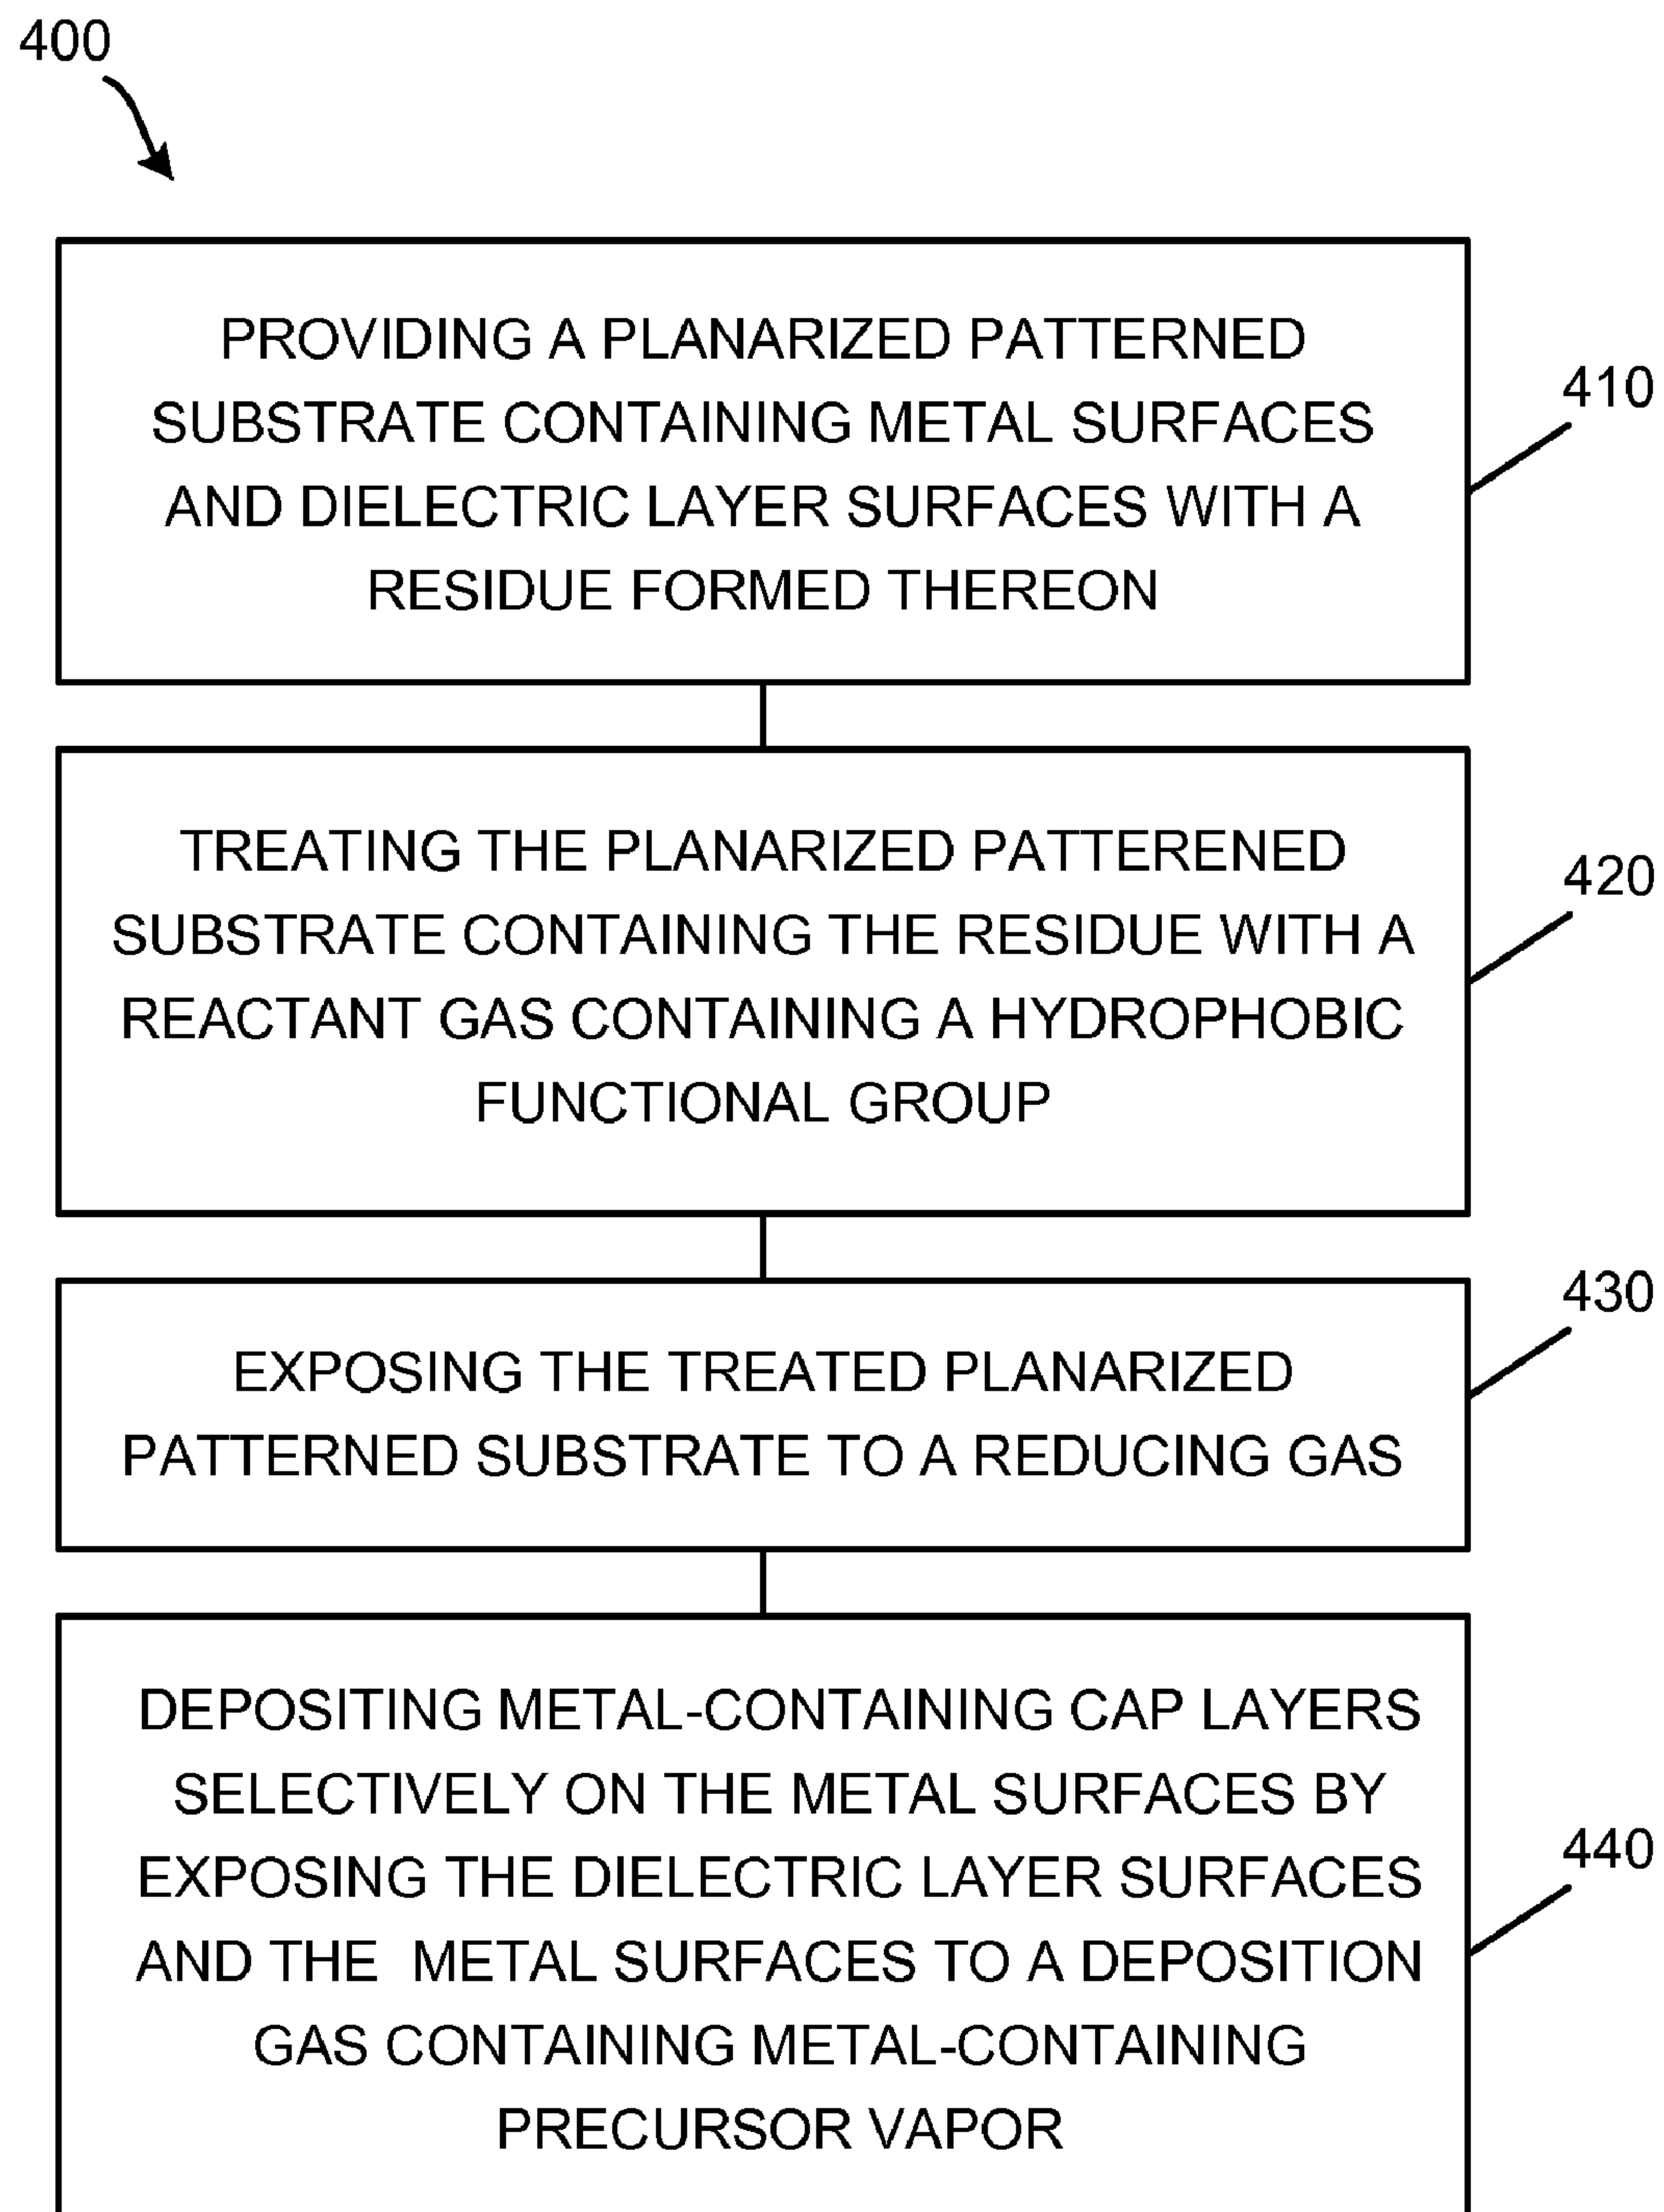 400
PROVIDING A PLANARIZED PATTERNED
SUBSTRATE CONTAINING METAL SURFACES
AND DIELECTRIC LAYER SURFACES WITH A
RESIDUE FORMED THEREON
410
TREATING THE PLANARIZED PATTERENED
SUBSTRATE CONTAINING THE RESIDUE WITH A
REACTANT GAS CONTAINING A HYDROPHOBIC
FUNCTIONAL GROUP
420
EXPOSING THE TREATED PLANARIZED
PATTERNED SUBSTRATE TO A REDUCING GAS
430
DEPOSITING METAL-CONTAINING CAP LAYERS
SELECTIVELY ON THE METAL SURFACES BY
EXPOSING THE DIELECTRIC LAYER SURFACES
AND THE METAL SURFACES TO A DEPOSITION
GAS CONTAINING METAL-CONTAINING
PRECURSOR VAPOR
440